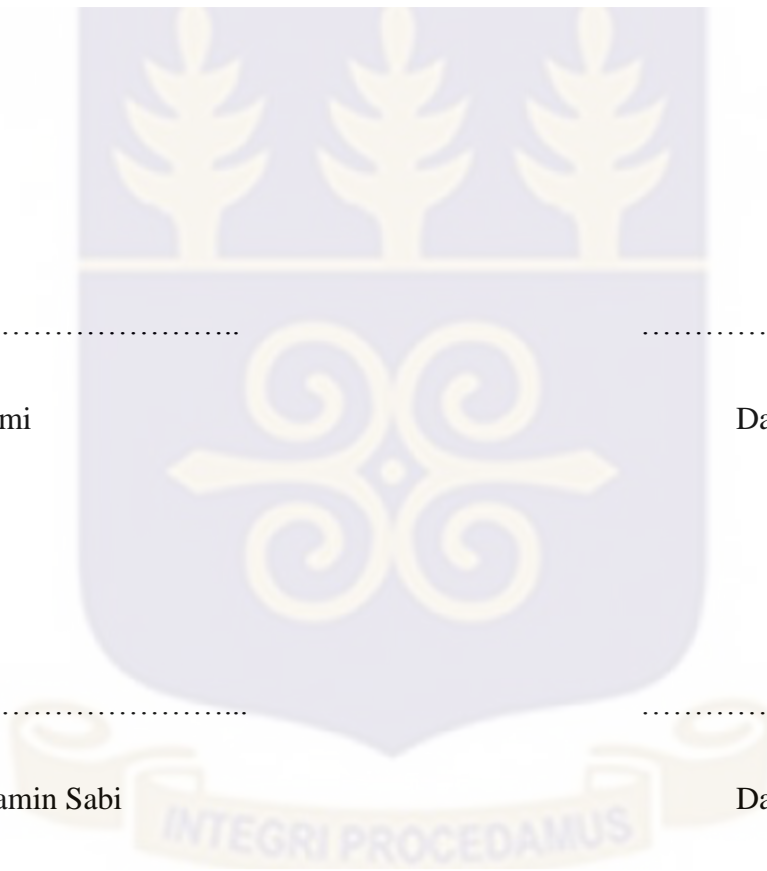 ……………………….. …………
mi Da
amin Sabi Da
………………………... …………
INTEGRI PROCEDAMUS